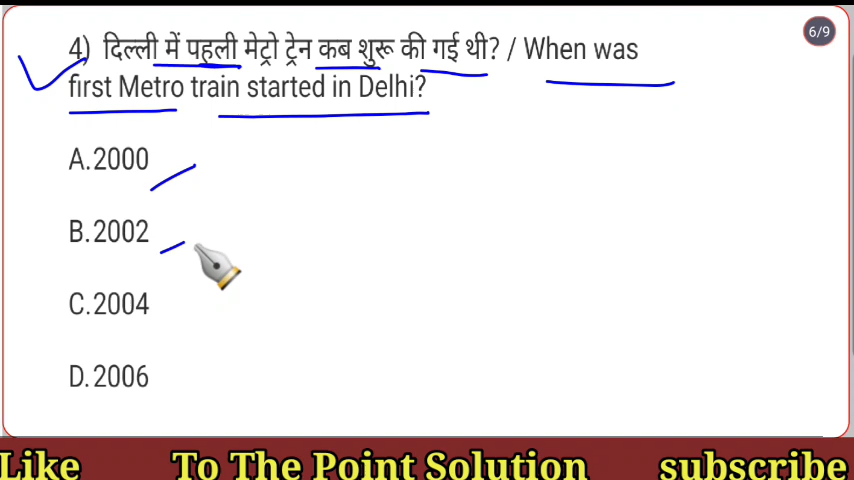 6/9
4) दिल्ली में पहली मेट्रो ट्रेन कब शुरू की गई थी? / When was
first Metro train started in Delhi?
A.2000
B.2002
C.2004
D.2006
Like To The Point Solution subscribe